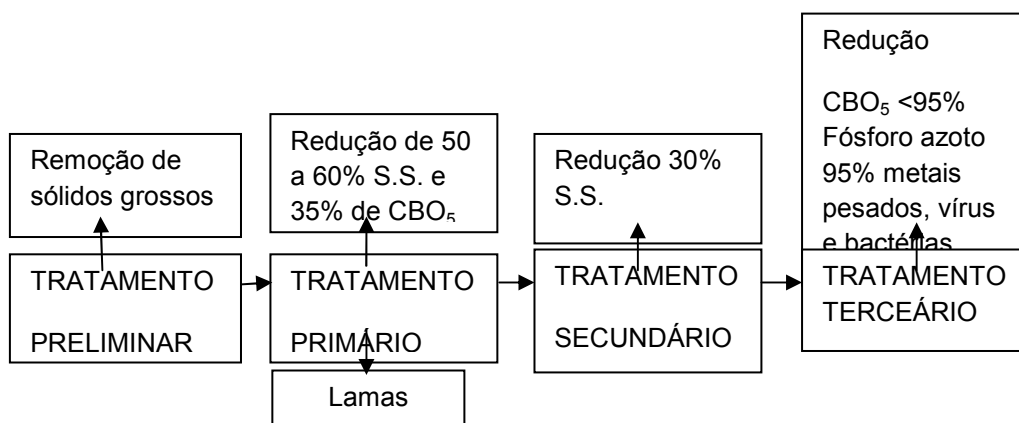 Remoção de
sólidos grossos
TRATAMENTO
PRELIMINAR
Redução de 50
a 60% S.S. e
35% de CBO₅
TRATAMENTO
PRIMÁRIO
Lamas
Redução 30%
S.S.
TRATAMENTO
SECUNDÁRIO
Redução
CBO₅ <95%
Fósforo azoto
95% metais
pesados, vírus
e bactérias
TRATAMENTO
TERCEÁRIO